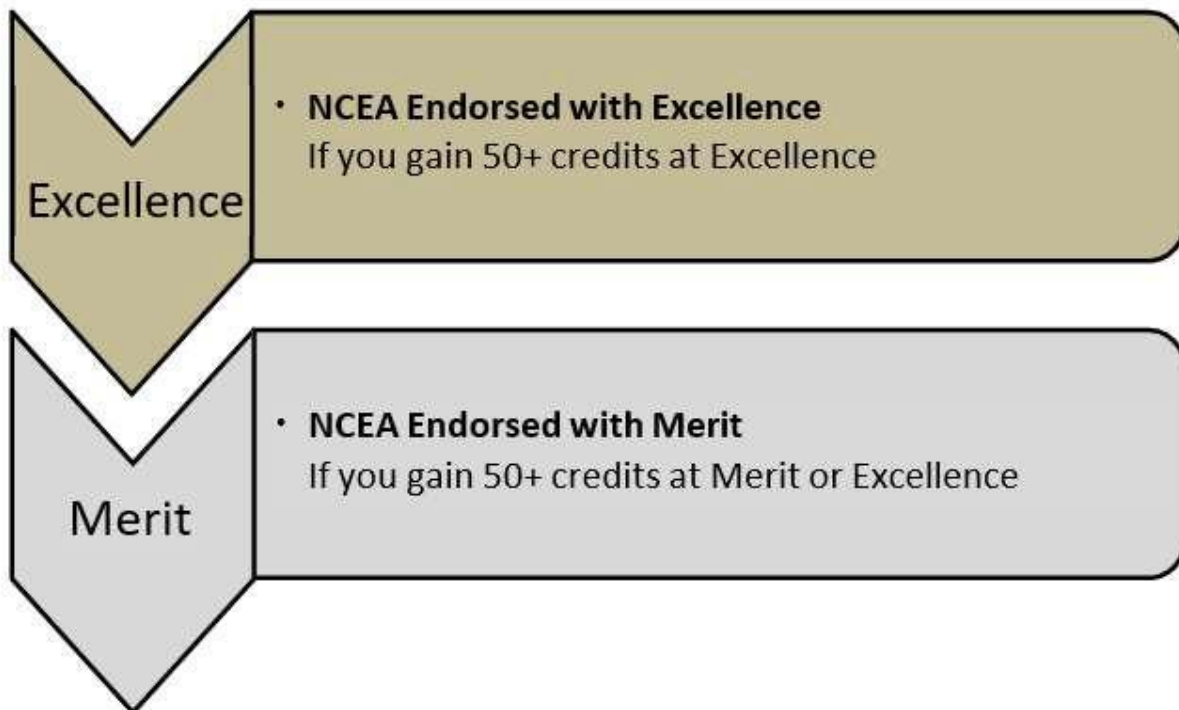 Excellence
· NCEA Endorsed with Excellence
If you gain 50+ credits at Excellence
Merit
· NCEA Endorsed with Merit
If you gain 50+ credits at Merit or Excellence